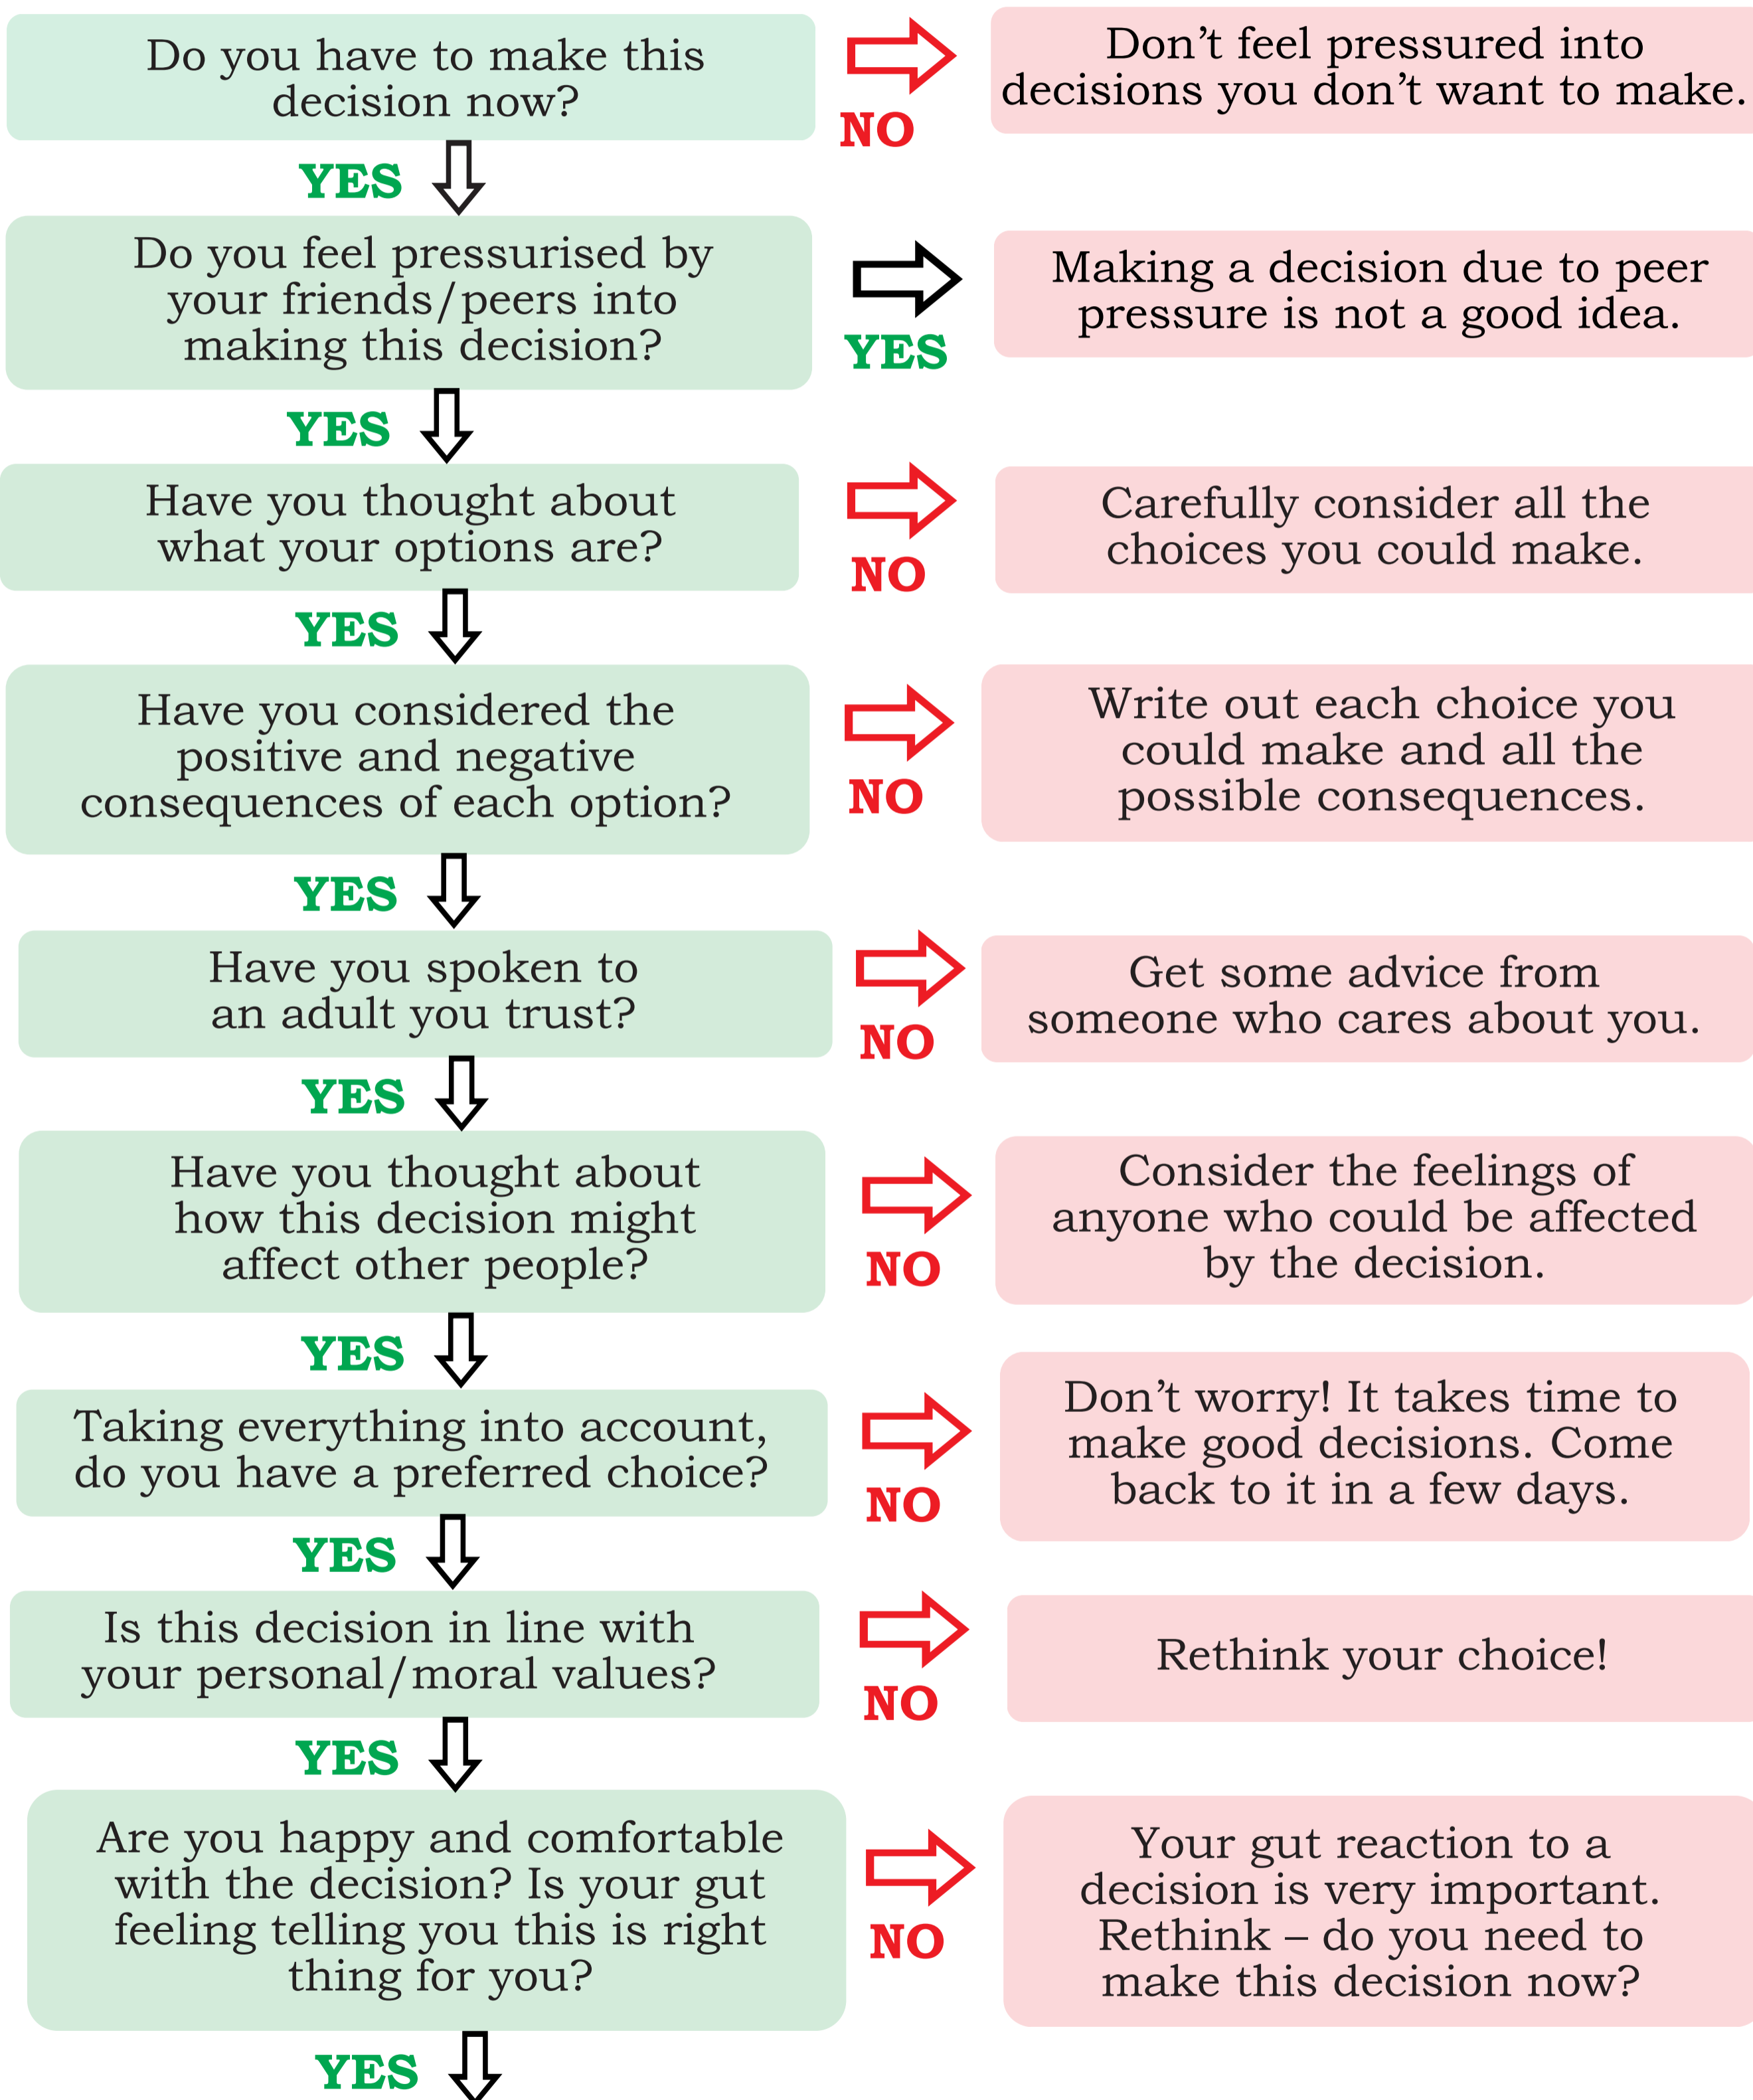 Do you have to make this
decision now?
NO
Don't feel pressured into
decisions you don't want to make.
YES
Do you feel pressurised by
your friends/peers into
making this decision?
YES
Making a decision due to peer
pressure is not a good idea.
YES
Have you thought about
what your options are?
NO
Carefully consider all the
choices you could make.
YES
Have you considered the
positive and negative
consequences of each option?
NO
Write out each choice you
could make and all the
possible consequences.
YES
Have you spoken to
an adult you trust?
NO
Get some advice from
someone who cares about you.
YES
Have you thought about
how this decision might
affect other people?
NO
Consider the feelings of
anyone who could be affected
by the decision.
YES
Taking everything into account,
do you have a preferred choice?
NO
Don't worry! It takes time to
make good decisions. Come
back to it in a few days.
YES
Is this decision in line with
your personal/moral values?
NO
Rethink your choice!
YES
Are you happy and comfortable
with the decision? Is your gut
feeling telling you this is right
thing for you?
NO
Your gut reaction to a
decision is very important.
Rethink – do you need to
make this decision now?
YES